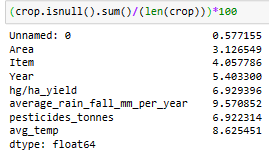 (crop.isnull().sum()/(len(crop)))*100
Unnamed: 0 0.577155
Area 3.126549
Item 4.057786
Year 5.403300
hg/ha_yield 6.929396
average_rain_fall_mm_per_year 9.570852
pesticides_tonnes 6.922314
avg_temp 8.625451
dtype: float64